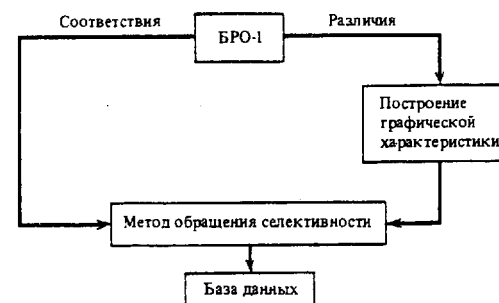 Соответствия
БРО-1
Различия
Построение
графической
характеристики
Метод обращения селективности
База данных